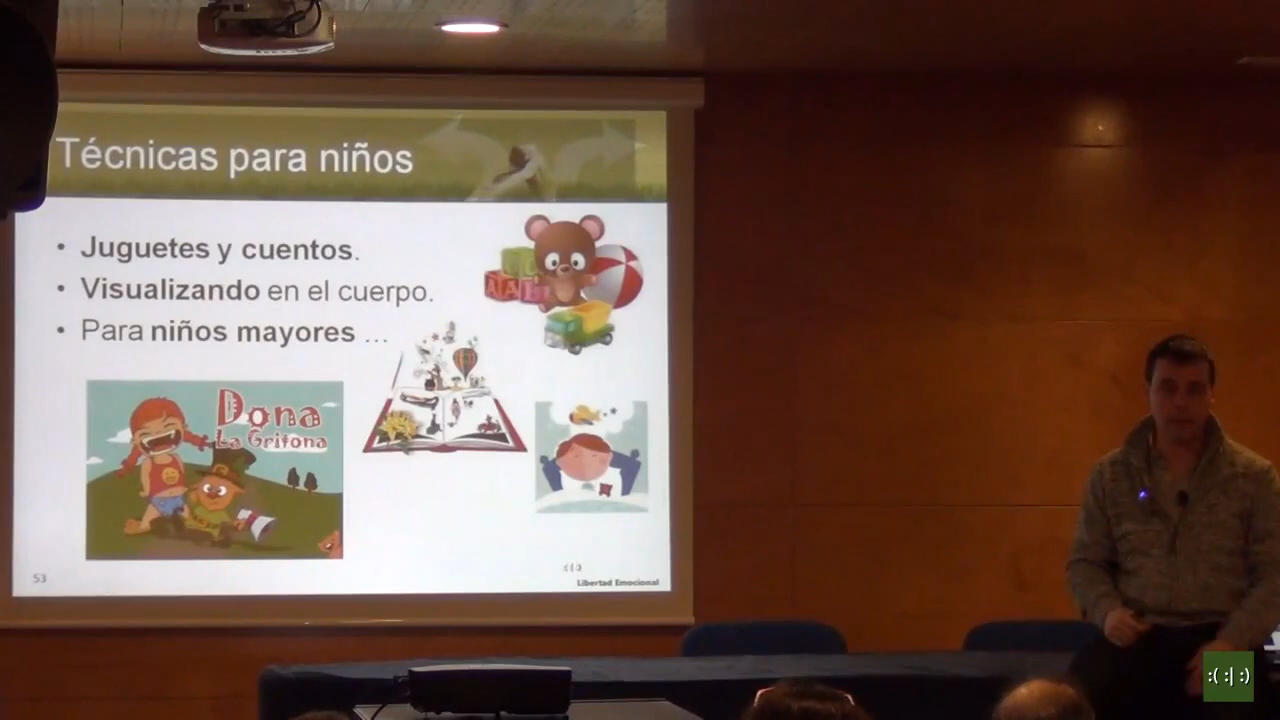 Técnicas para niños
• Juguetes y cuentos.
• Visualizando en el cuerpo.
• Para niños mayores ...
Dona
La Gritona
53
:( :| :)
Libertad Emocional
:( :| :)